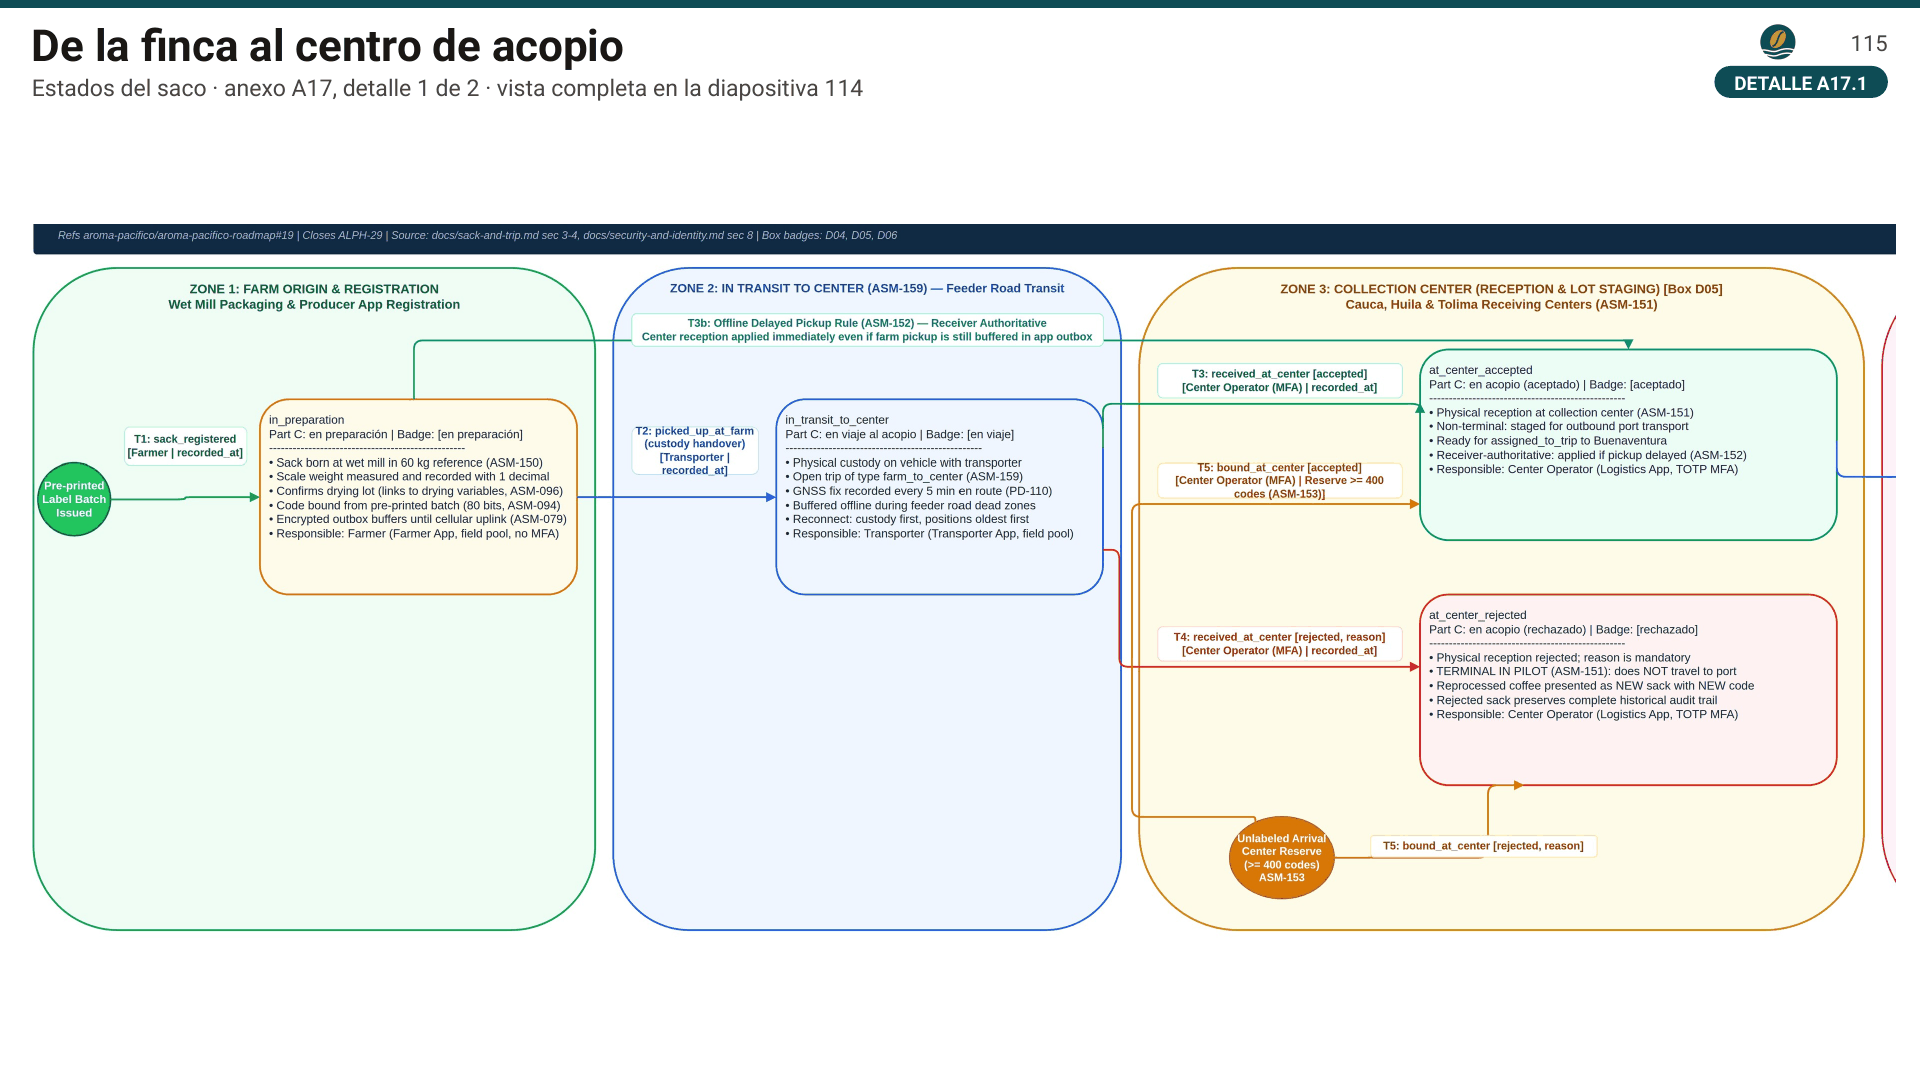 De la finca al centro de acopio
Estados del saco · anexo A17, detalle 1 de 2 · vista completa en la diapositiva 114
115
DETALLE A17.1
Refs aroma-pacifico/aroma-pacifico-roadmap#19 | Closes ALPH-29 | Source: docs/sack-and-trip.md sec 3-4, docs/security-and-identity.md sec 8 | Box badges: D04, D05, D06
ZONE 1: FARM ORIGIN & REGISTRATION
Wet Mill Packaging & Producer App Registration
Pre-printed
Label Batch
Issued
T1: sack_registered
[Farmer | recorded_at]
in_preparation
Part C: en preparación | Badge: [en preparación]
--------------------------------------------------
• Sack born at wet mill in 60 kg reference (ASM-150)
• Scale weight measured and recorded with 1 decimal
• Confirms drying lot (links to drying variables, ASM-096)
• Code bound from pre-printed batch (80 bits, ASM-094)
• Encrypted outbox buffers until cellular uplink (ASM-079)
• Responsible: Farmer (Farmer App, field pool, no MFA)
ZONE 2: IN TRANSIT TO CENTER (ASM-159) — Feeder Road Transit
T3b: Offline Delayed Pickup Rule (ASM-152) — Receiver Authoritative
Center reception applied immediately even if farm pickup is still buffered in app outbox
T2: picked_up_at_farm
(custody handover)
[Transporter |
recorded_at]
in_transit_to_center
Part C: en viaje al acopio | Badge: [en viaje]
--------------------------------------------------
• Physical custody on vehicle with transporter
• Open trip of type farm_to_center (ASM-159)
• GNSS fix recorded every 5 min en route (PD-110)
• Buffered offline during feeder road dead zones
• Reconnect: custody first, positions oldest first
• Responsible: Transporter (Transporter App, field pool)
ZONE 3: COLLECTION CENTER (RECEPTION & LOT STAGING) [Box D05]
Cauca, Huila & Tolima Receiving Centers (ASM-151)
T3: received_at_center [accepted]
[Center Operator (MFA) | recorded_at]
T5: bound_at_center [accepted]
[Center Operator (MFA) | Reserve >= 400
codes (ASM-153)]
T4: received_at_center [rejected, reason]
[Center Operator (MFA) | recorded_at]
at_center_accepted
Part C: en acopio (aceptado) | Badge: [aceptado]
--------------------------------------------------
• Physical reception at collection center (ASM-151)
• Non-terminal: staged for outbound port transport
• Ready for assigned_to_trip to Buenaventura
• Receiver-authoritative: applied if pickup delayed (ASM-152)
• Responsible: Center Operator (Logistics App, TOTP MFA)
at_center_rejected
Part C: en acopio (rechazado) | Badge: [rechazado]
--------------------------------------------------
• Physical reception rejected; reason is mandatory
• TERMINAL IN PILOT (ASM-151): does NOT travel to port
• Reprocessed coffee presented as NEW sack with NEW code
• Rejected sack preserves complete historical audit trail
• Responsible: Center Operator (Logistics App, TOTP MFA)
Unlabeled Arrival
Center Reserve
(>= 400 codes)
ASM-153
T5: bound_at_center [rejected, reason]